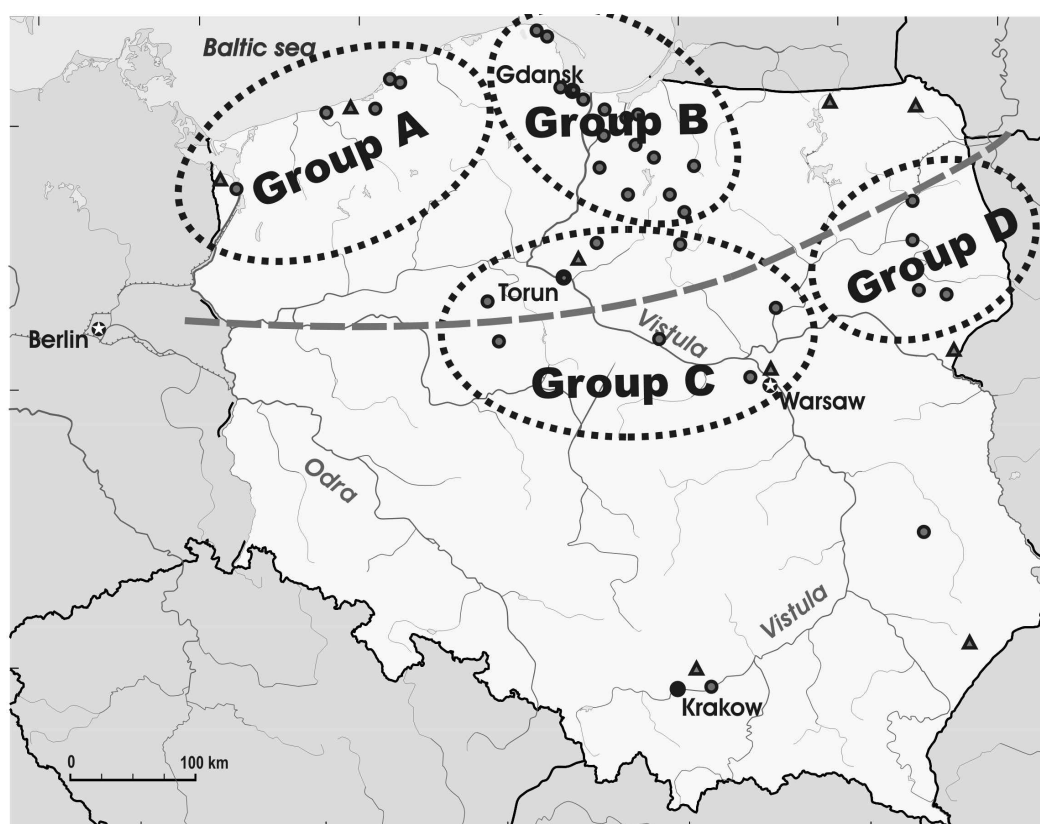 Baltic sea
Gdansk
Group A
Group B
Group D
Torun
Berlin
Vistula
Group C
Warsaw
Odra
Vistula
Krakow
0 100 km